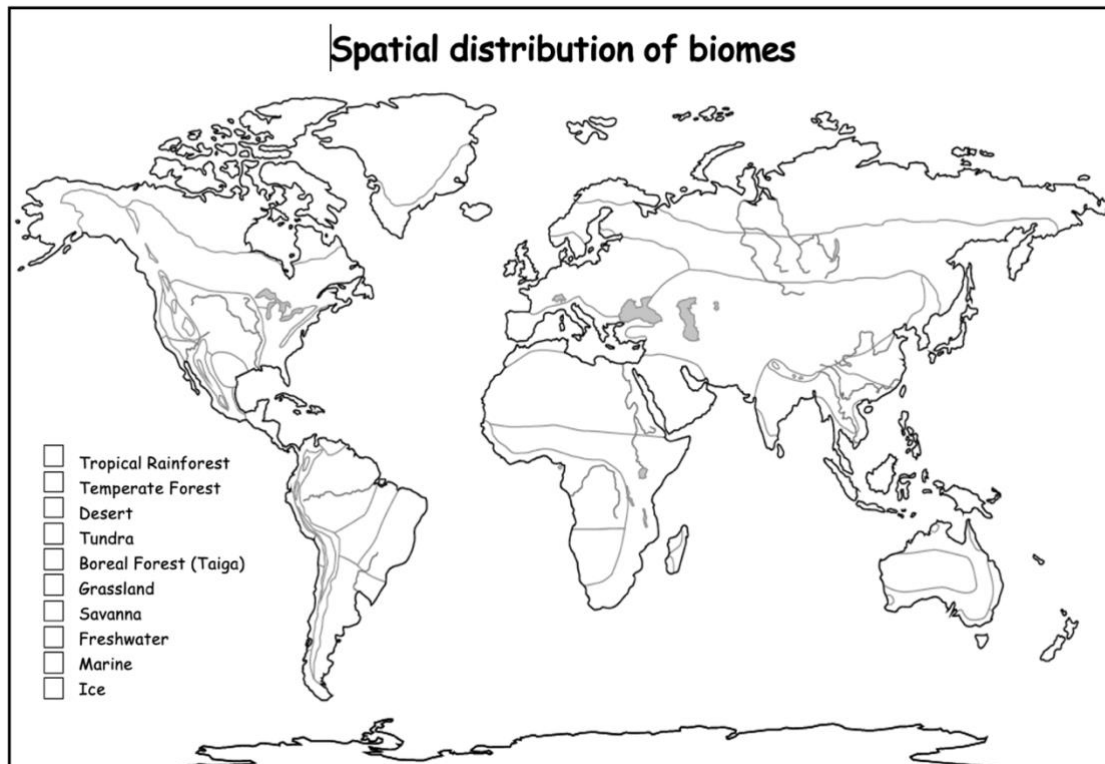 Spatial distribution of biomes
Tropical Rainforest
Temperate Forest
Desert
Tundra
Boreal Forest (Taiga)
Grassland
Savanna
Freshwater
Marine
Ice